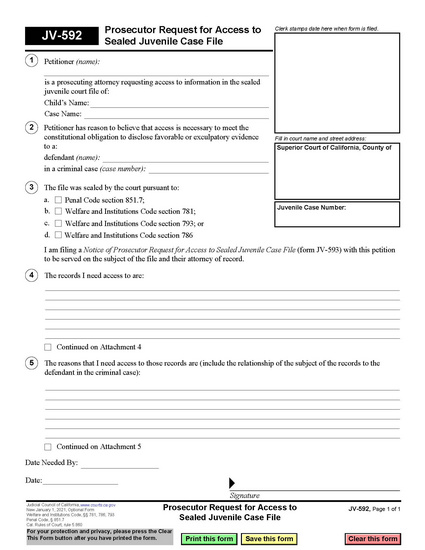 JV-592
Prosecutor Request for Access to
Sealed Juvenile Case File
Clerk stamps date here when form is filed.
1 Petitioner (name):
is a prosecuting attorney requesting access to information in the sealed
juvenile court file of:
Child's Name:
Case Name:
2 Petitioner has reason to believe that access is necessary to meet the
constitutional obligation to disclose favorable or exculpatory evidence
to a:
defendant (name):
in a criminal case (case number):
Fill in court name and street address:
Superior Court of California, County of
Juvenile Case Number:
3 The file was sealed by the court pursuant to:
a. Penal Code section 851.7;
b. Welfare and Institutions Code section 781;
c. Welfare and Institutions Code section 793; or
d. Welfare and Institutions Code section 786
I am filing a Notice of Prosecutor Request for Access to Sealed Juvenile Case File (form JV-593) with this petition
to be served on the subject of the file and their attorney of record.
4 The records I need access to are:
Continued on Attachment 4
5 The reasons that I need access to those records are (include the relationship of the subject of the records to the
defendant in the criminal case):
Continued on Attachment 5
Date Needed By:
Date:
Signature
Judicial Council of California, www.courts.ca.gov
New January 1, 2021, Optional Form
Welfare and Institutions Code, §§ 781, 786, 793
Penal Code, § 851.7
Cal. Rules of Court, rule 5.860
Prosecutor Request for Access to
Sealed Juvenile Case File
JV-592, Page 1 of 1
For your protection and privacy, please press the Clear
This Form button after you have printed the form.
Print this form
Save this form
Clear this form